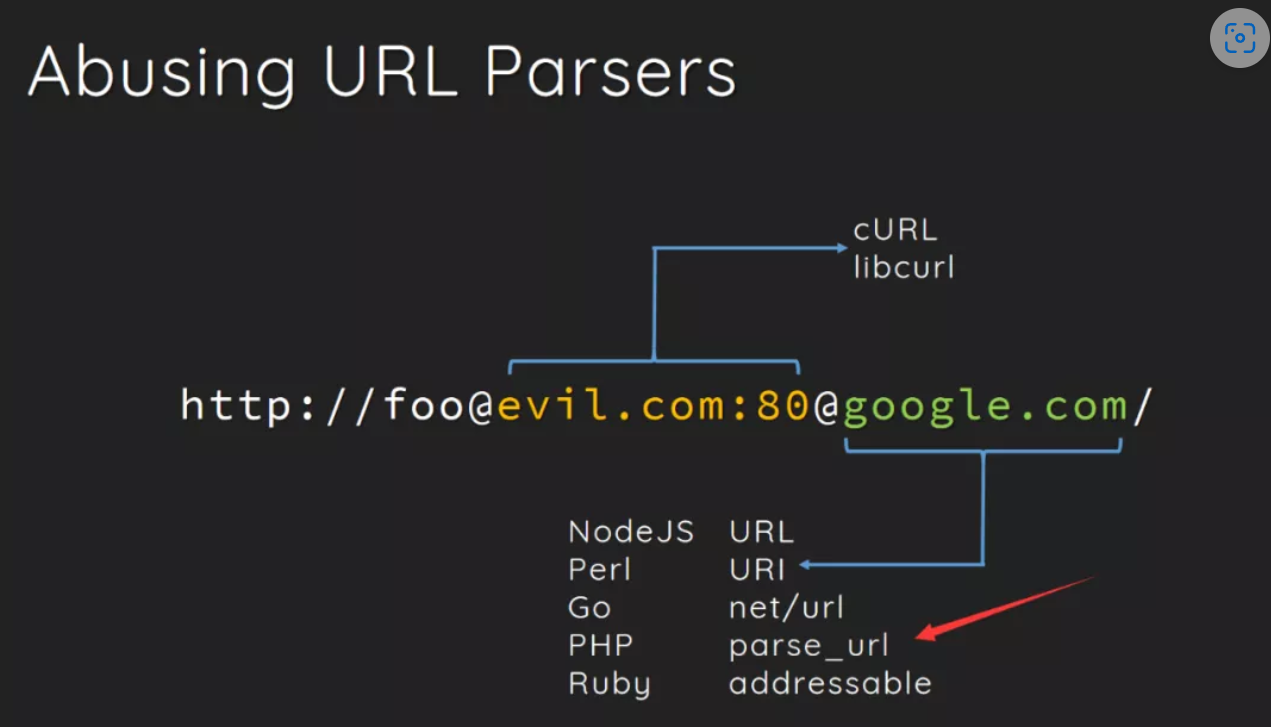 Abusing URL Parsers
cURL
libcurl
http://foo@evil.com:80@google.com/
NodeJS URL
Perl URI
Go net/url
PHP parse_url
Ruby addressable